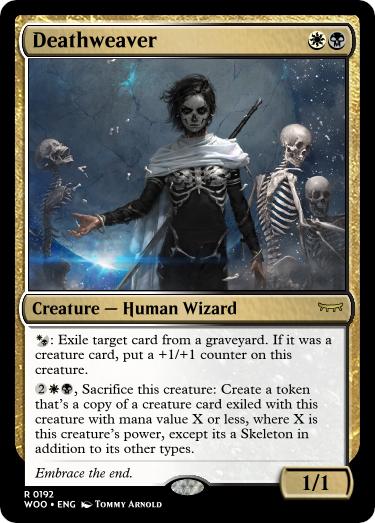 Deathweaver
Creature — Human Wizard
: Exile target card from a graveyard. If it was a
creature card, put a +1/+1 counter on this
creature.
2, Sacrifice this creature: Create a token
that's a copy of a creature card exiled with this
creature with mana value X or less, where X is
this creature's power, except its a Skeleton in
addition to its other types.
Embrace the end.
1/1
R 0192
WOO • ENG Tommy Arnold